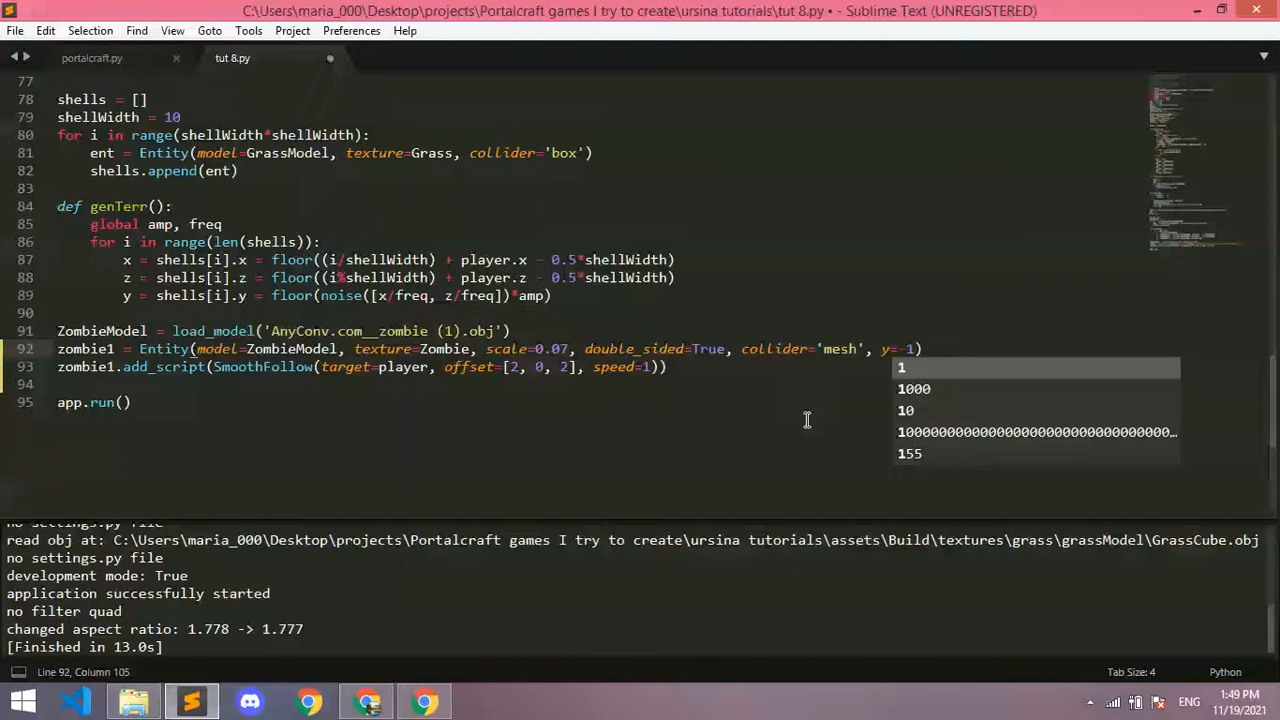 C:\Users\maria_000\Desktop\projects\Portalcraft games I try to create\ursina tutorials\tut 8.py • - Sublime Text (UNREGISTERED)
File Edit Selection Find View Goto Tools Project Preferences Help
portalcraft.py × tut 8.py
77
78 shells = []
79 shellWidth = 10
80 for i in range(shellWidth*shellWidth):
81     ent = Entity(model=GrassModel, texture=Grass, collider='box')
82     shells.append(ent)
83
84 def genTerr():
85     global amp, freq
86     for i in range(len(shells)):
87         x = shells[i].x = floor((i/shellWidth) + player.x - 0.5*shellWidth)
88         z = shells[i].z = floor((i%shellWidth) + player.z - 0.5*shellWidth)
89         y = shells[i].y = floor(noise([x/freq, z/freq])*amp)
90
91 ZombieModel = load_model('AnyConv.com__zombie (1).obj')
92 zombie1 = Entity(model=ZombieModel, texture=Zombie, scale=0.07, double_sided=True, collider='mesh', y=-1)
93 zombie1.add_script(SmoothFollow(target=player, offset=[2, 0, 2], speed=1))
94
95 app.run()
1
1000
10
1000000000000000000000000000000000…
155
no settings.py file
read obj at: C:\Users\maria_000\Desktop\projects\Portalcraft games I try to create\ursina tutorials\assets\Build\textures\grass\grassModel\GrassCube.obj
no settings.py file
development mode: True
application successfully started
no filter quad
changed aspect ratio: 1.778 -> 1.777
[Finished in 13.0s]
Line 92, Column 105 Tab Size: 4 Python
ENG 1:49 PM
11/19/2021